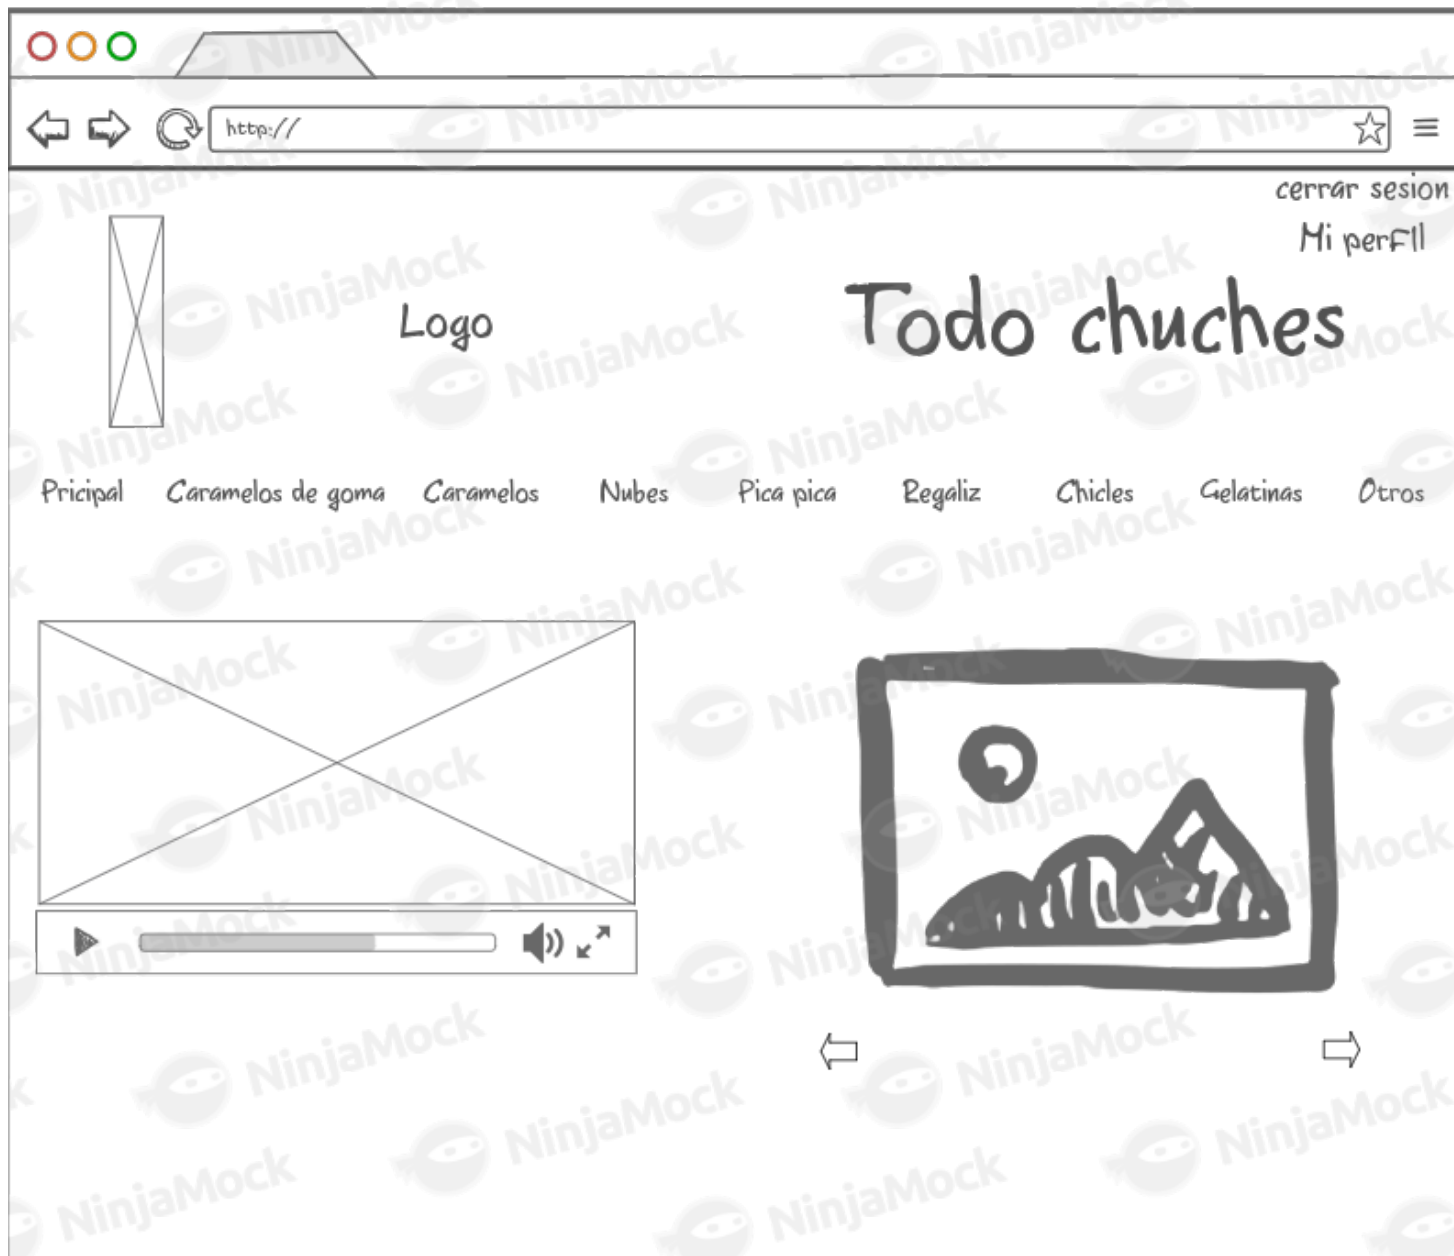 http://
cerrar sesion
Mi perfIl
Logo
Todo chuches
Pricipal Caramelos de goma Caramelos Nubes Pica pica Regaliz Chicles Gelatinas Otros
NinjaMock